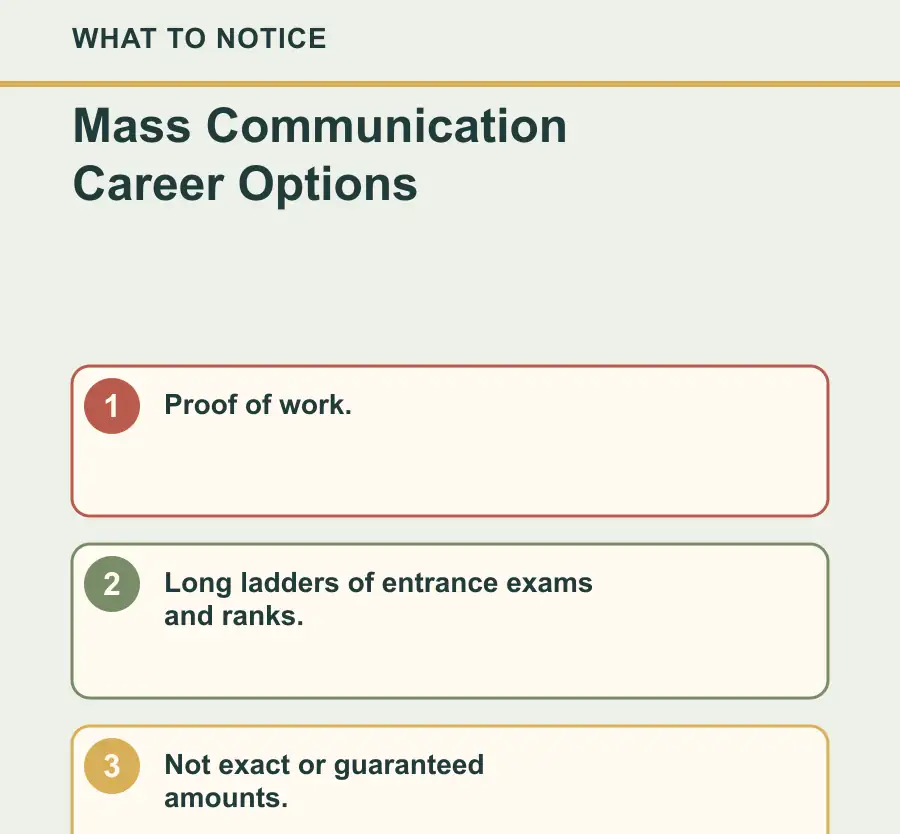 WHAT TO NOTICE
Mass Communication
Career Options
1
Proof of work.
2
Long ladders of entrance exams
and ranks.
3
Not exact or guaranteed
amounts.